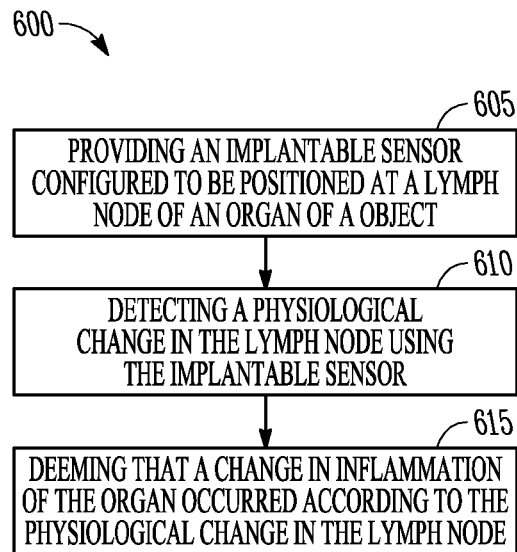 600
605
PROVIDING AN IMPLANTABLE SENSOR
CONFIGURED TO BE POSITIONED AT A LYMPH
NODE OF AN ORGAN OF A OBJECT
610
DETECTING A PHYSIOLOGICAL
CHANGE IN THE LYMPH NODE USING
THE IMPLANTABLE SENSOR
615
DEEMING THAT A CHANGE IN INFLAMMATION
OF THE ORGAN OCCURRED ACCORDING TO THE
PHYSIOLOGICAL CHANGE IN THE LYMPH NODE